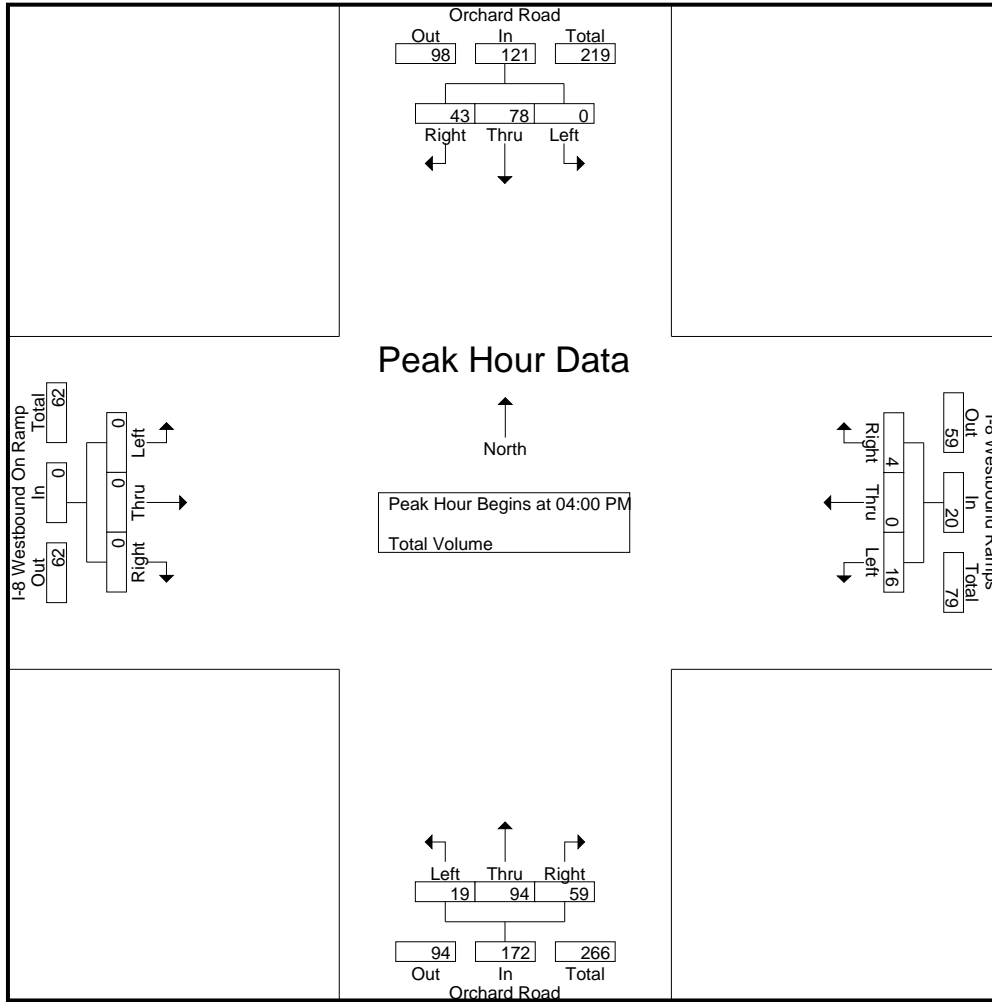 Orchard Road
Out In Total
98 121 219
43 78 0
Right Thru Left
Peak Hour Data
North
Peak Hour Begins at 04:00 PM
Total Volume
I-8 Westbound On Ramp
Total In Out
62 0 62
0 0 0
Left Thru Right
I-8 Westbound Ramps
Out In Total
59 20 79
4 0 16
Right Thru Left
Left Thru Right
19 94 59
94 172 266
Out In Total
Orchard Road